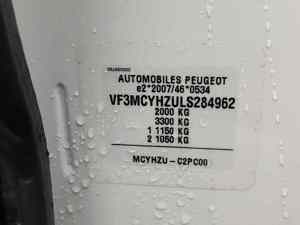 AUTOMOBILES PEUGEOT
e2*2007/46*0534
VF3MCYHZULS284962
2000 KG
3300 KG
1 1150 KG
2 1050 KG
MCYHZU-C2PC00